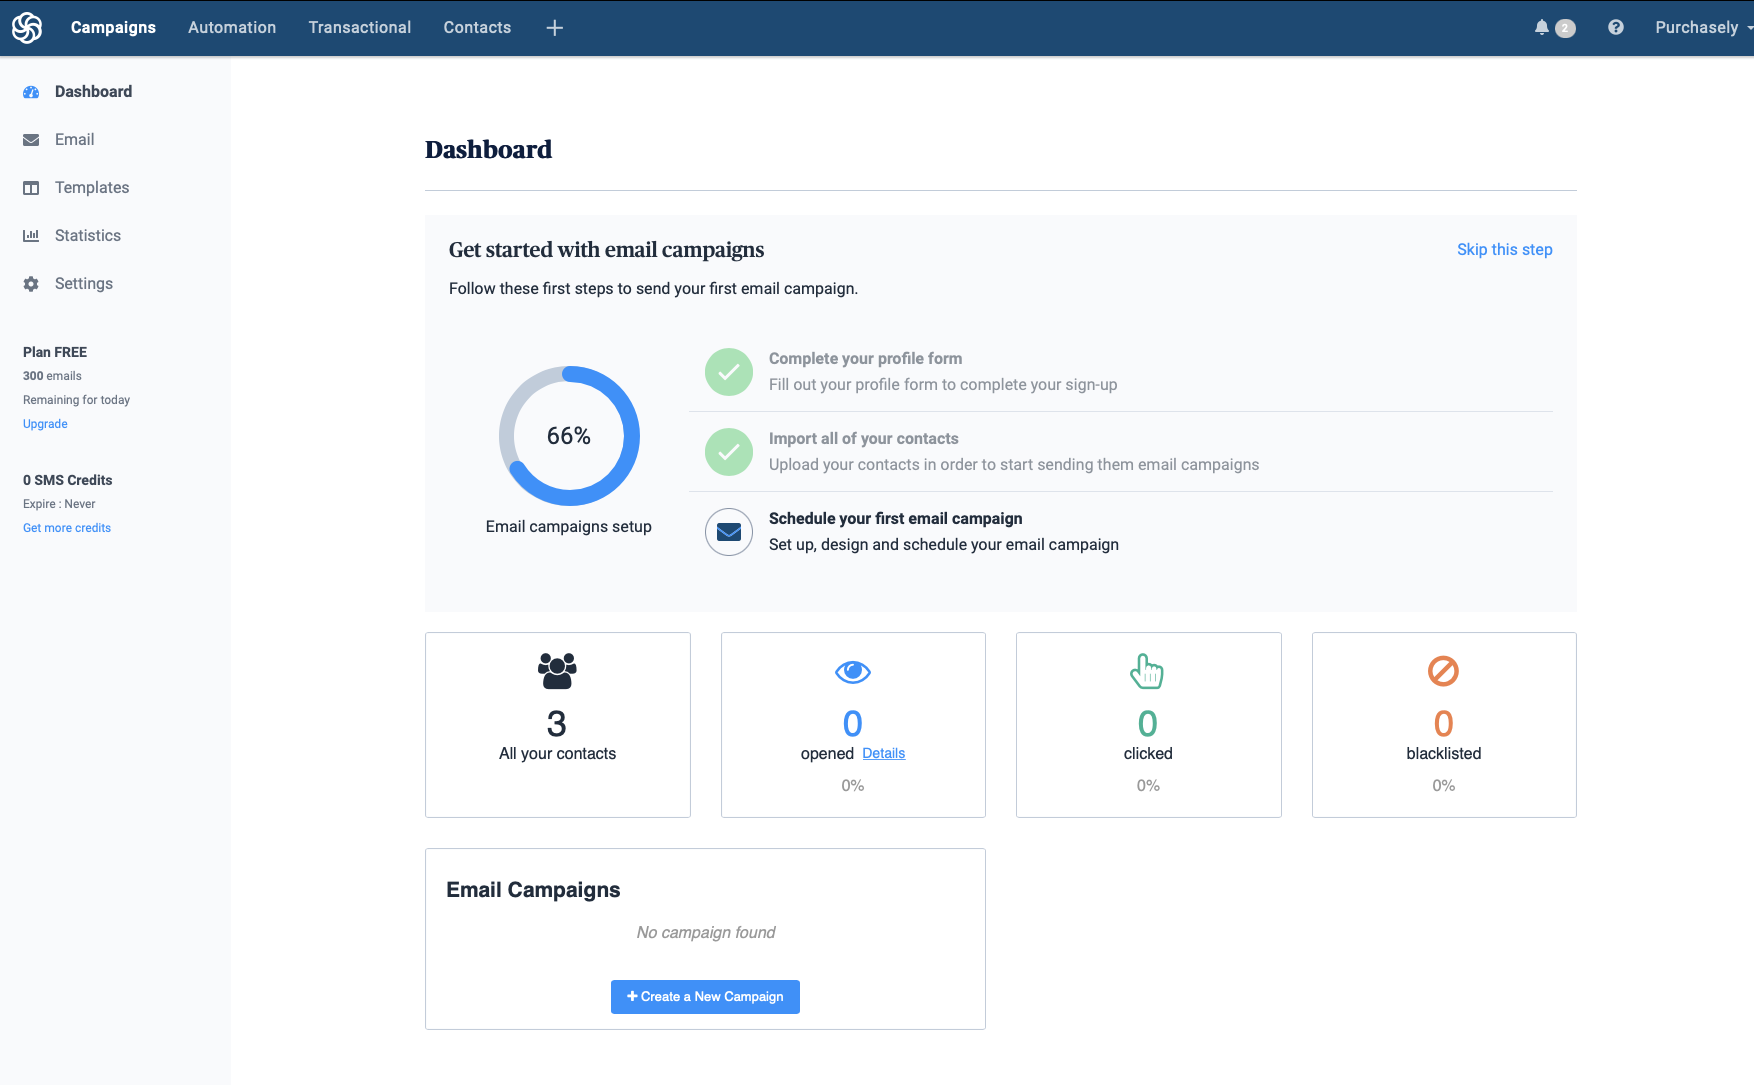 Campaigns Automation Transactional Contacts
2
Purchasely
Dashboard
Email
Templates
Statistics
Settings
Plan FREE
300 emails
Remaining for today
Upgrade
0 SMS Credits
Expire : Never
Get more credits
Dashboard
Get started with email campaigns
Skip this step
Follow these first steps to send your first email campaign.
66%
Email campaigns setup
Complete your profile form
Fill out your profile form to complete your sign-up
Import all of your contacts
Upload your contacts in order to start sending them email campaigns
Schedule your first email campaign
Set up, design and schedule your email campaign
3
All your contacts
0
opened Details
0%
0
clicked
0%
0
blacklisted
0%
Email Campaigns
No campaign found
+ Create a New Campaign